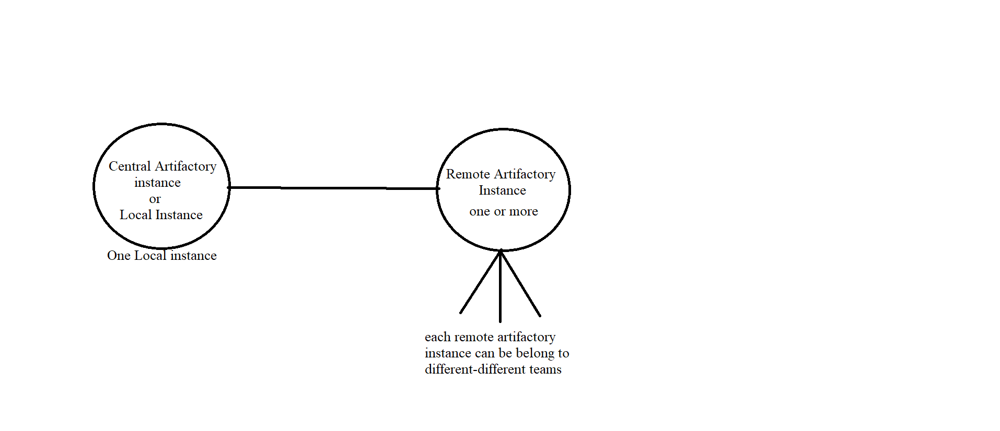 Central Artifactory
instance
or
Local Instance
One Local instance
Remote Artifactory
Instance
one or more
each remote artifactory
instance can be belong to
different-different teams